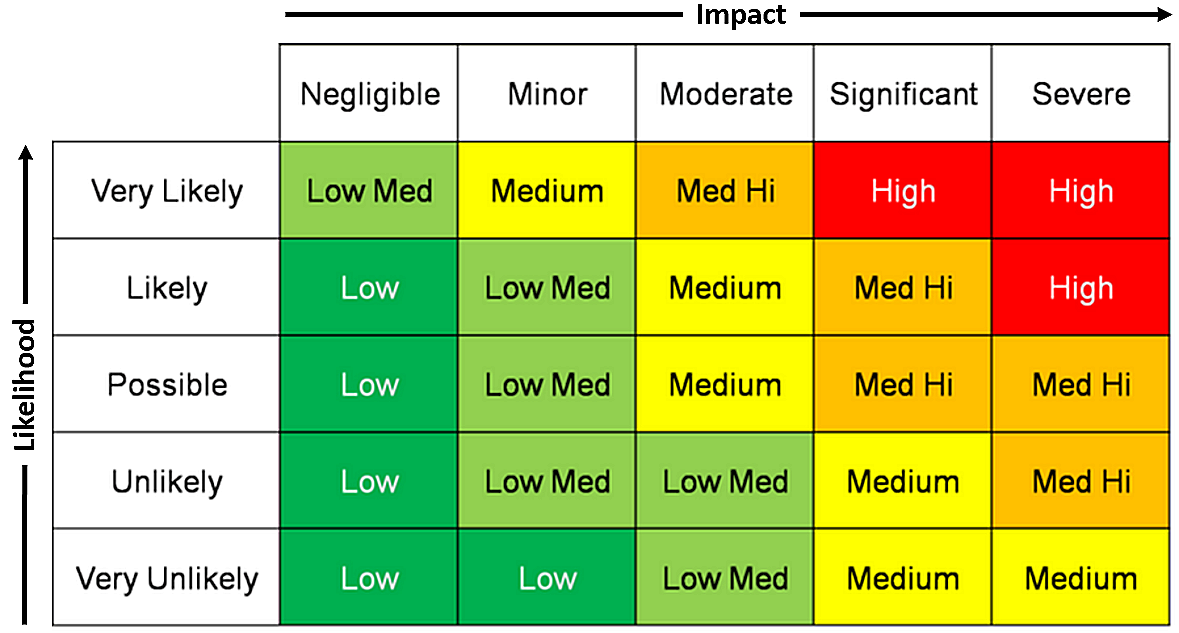 Impact
Negligible Minor Moderate Significant Severe
Very Likely Low Med Medium Med Hi High High
Likely Low Low Med Medium Med Hi High
Possible Low Low Med Medium Med Hi Med Hi
Unlikely Low Low Med Low Med Medium Med Hi
Very Unlikely Low Low Low Med Medium Medium
Likelihood